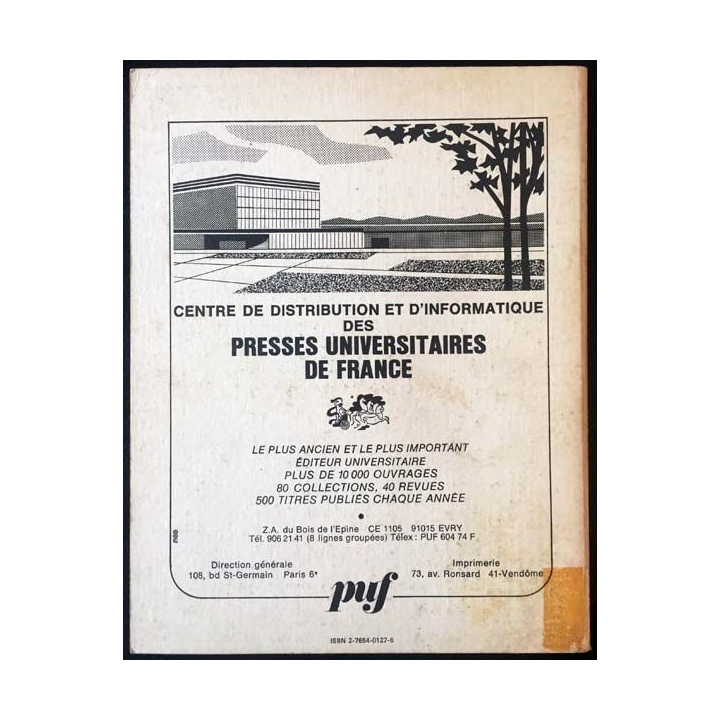 CENTRE DE DISTRIBUTION ET D'INFORMATIQUE
DES
PRESSES UNIVERSITAIRES
DE FRANCE
LE PLUS ANCIEN ET LE PLUS IMPORTANT
ÉDITEUR UNIVERSITAIRE
PLUS DE 10 000 OUVRAGES
80 COLLECTIONS, 40 REVUES
500 TITRES PUBLIÉS CHAQUE ANNÉE
•
Z.A. du Bois de l'Epine CE 1105 91015 EVRY
Tél. 906 21 41 (8 lignes groupées) Télex : PUF 604 74 F
Direction générale
108, bd St-Germain Paris 6e
Imprimerie
73, av. Ronsard 41-Vendôme
puf
ISBN 2-7654-0127-6